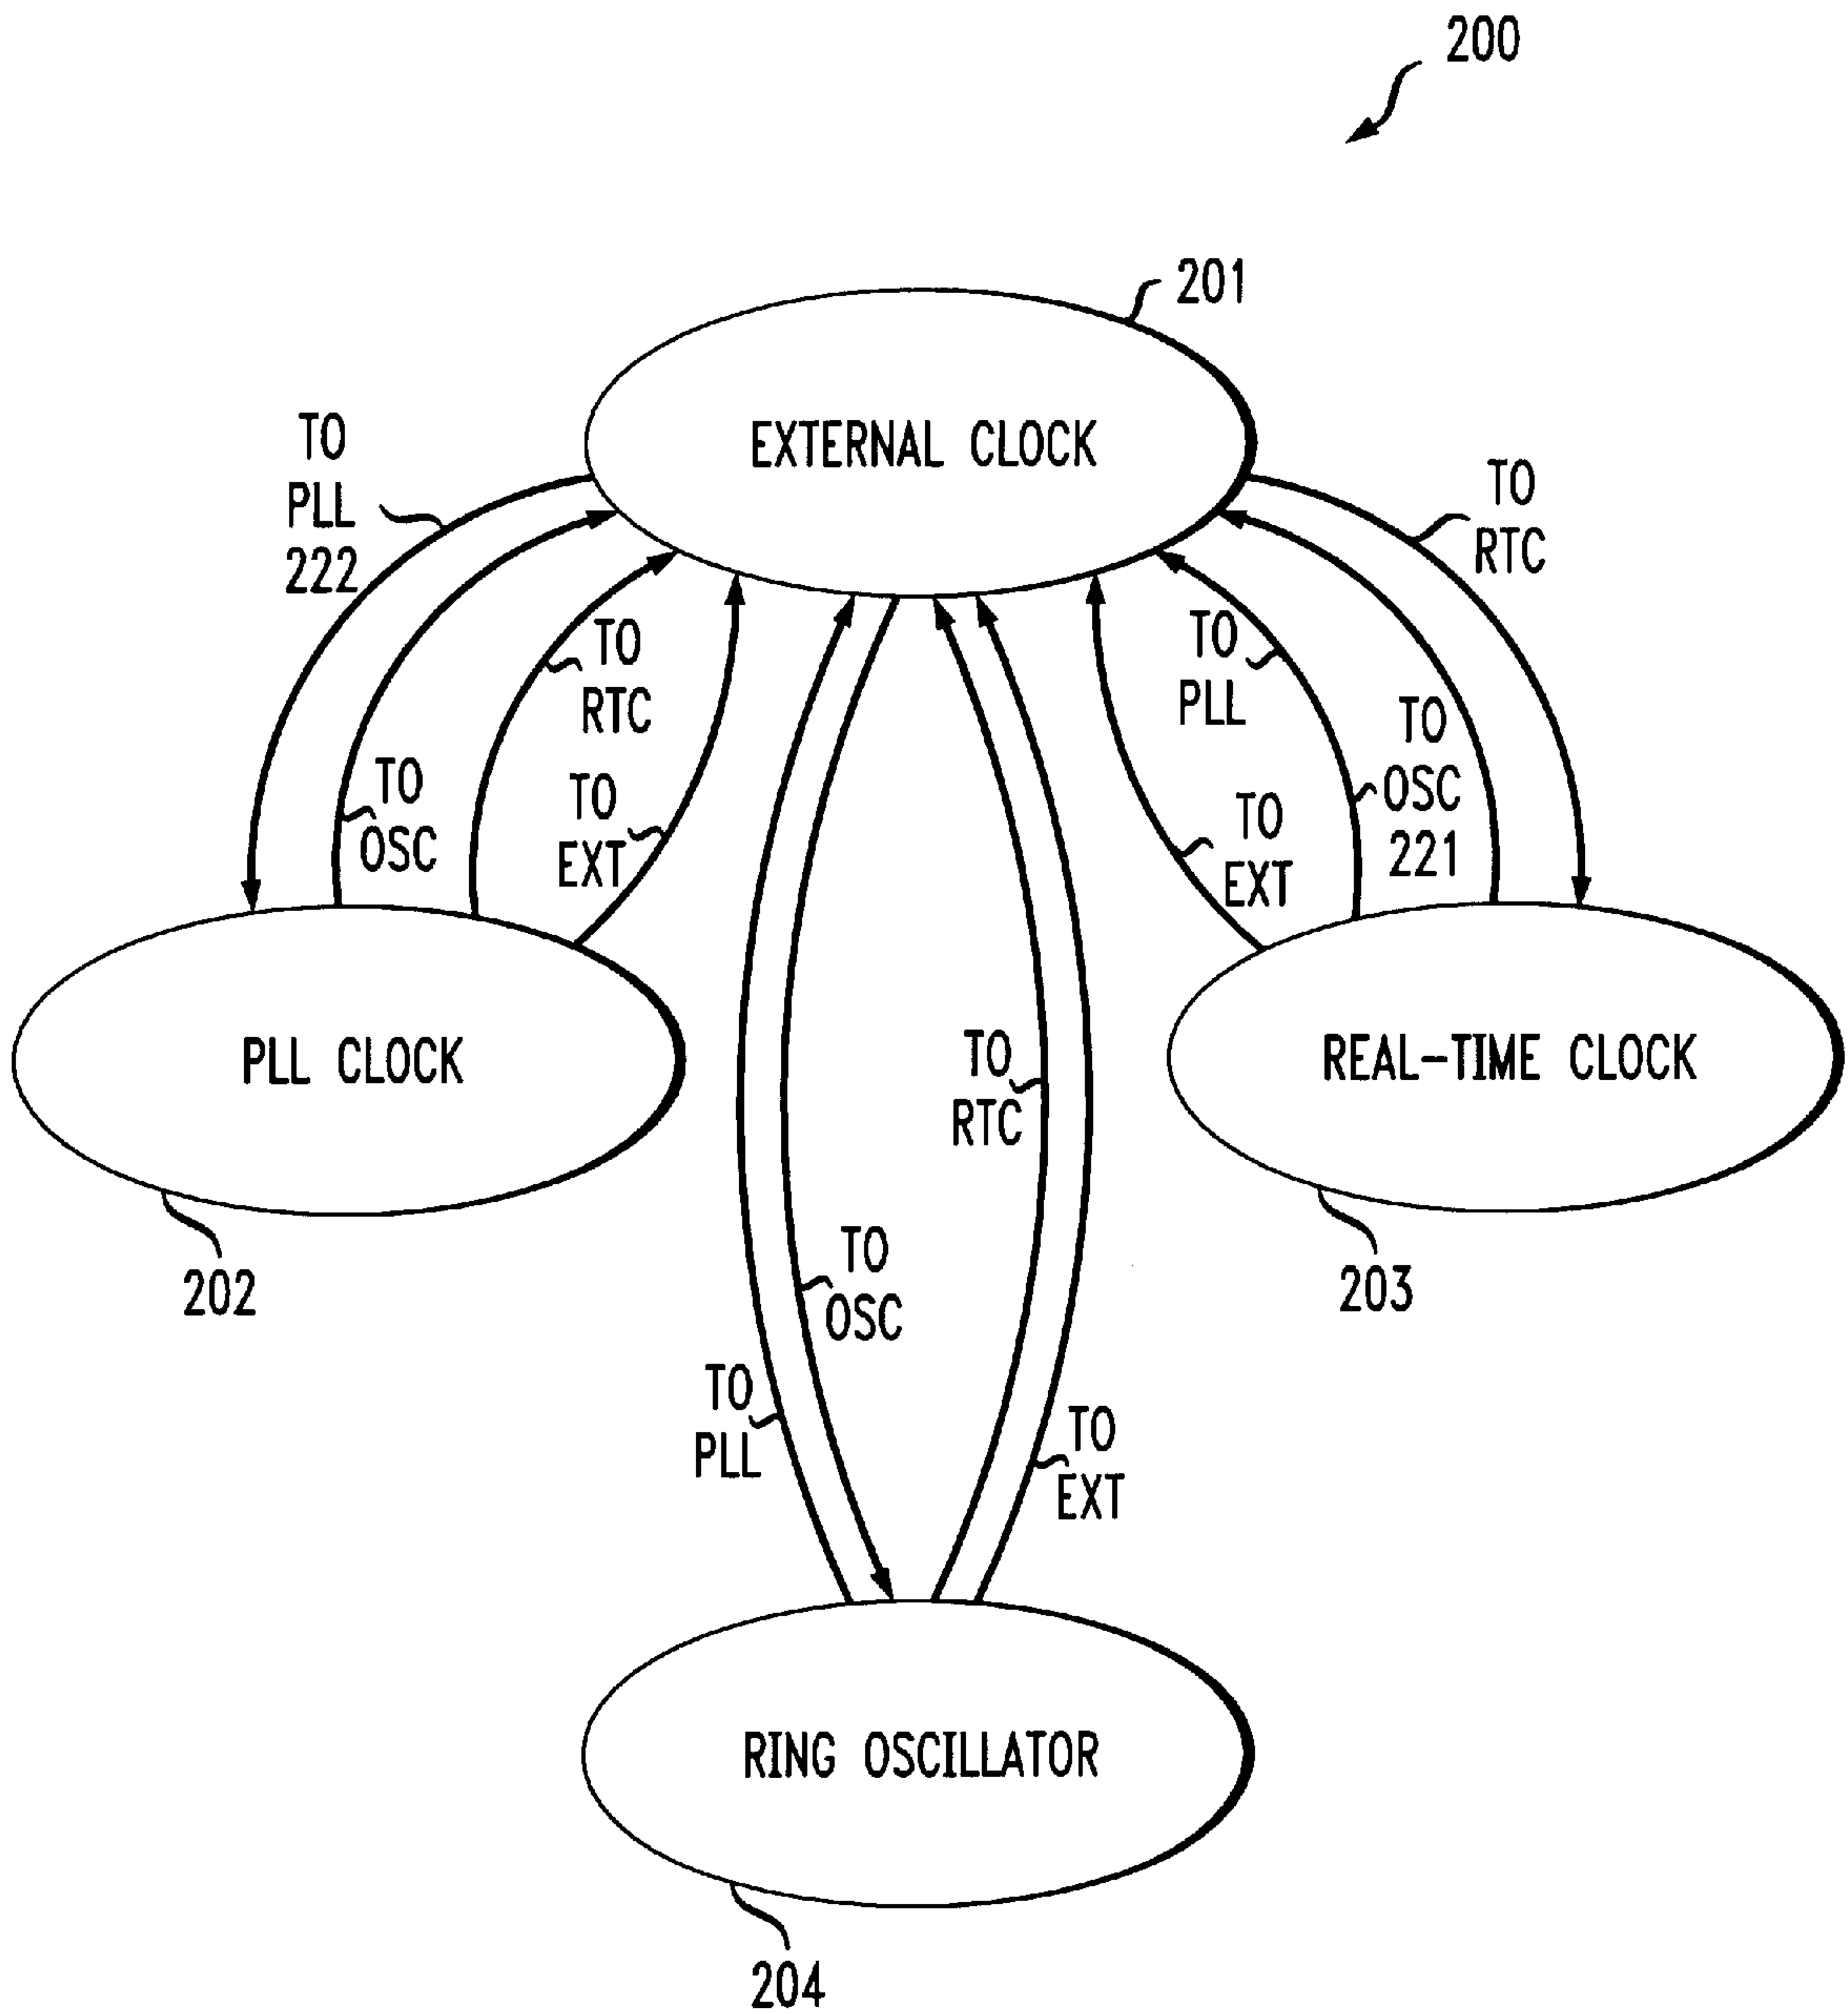 200
201
EXTERNAL CLOCK
TO
PLL
222
TO
RTC
TO
RTC
TO
PLL
TO
OSC
221
TO
OSC
TO
EXT
TO
EXT
PLL CLOCK
REAL-TIME CLOCK
TO
RTC
202
203
TO
OSC
TO
PLL
TO
EXT
RING OSCILLATOR
204